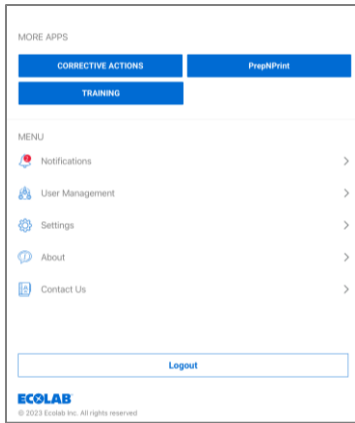 MORE APPS
CORRECTIVE ACTIONS
PrepNPrint
TRAINING
MENU
Notifications
User Management
Settings
About
Contact Us
Logout
ECOLAB
© 2023 Ecolab Inc. All rights reserved